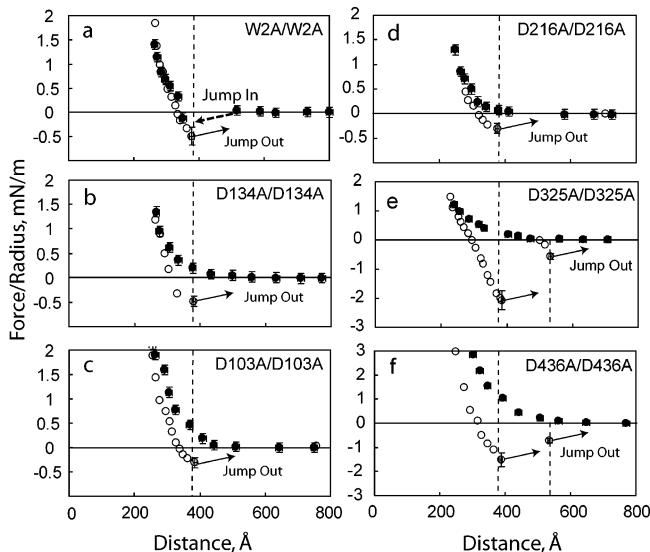 Force/Radius, mN/m
a
W2A/W2A
2
1.5
1
0.5
0
-0.5
Jump In
Jump Out
b
D134A/D134A
2
1.5
1
0.5
0
-0.5
Jump Out
c
D103A/D103A
2
1.5
1
0.5
0
-0.5
Jump Out
0 200 400 600 800
Distance, Å
d
D216A/D216A
2
1.5
1
0.5
0
-0.5
Jump Out
e
D325A/D325A
2
1
0
-1
-2
-3
Jump Out
f
D436A/D436A
3
2
1
0
-1
-2
-3
Jump Out
0 200 400 600 800
Distance, Å